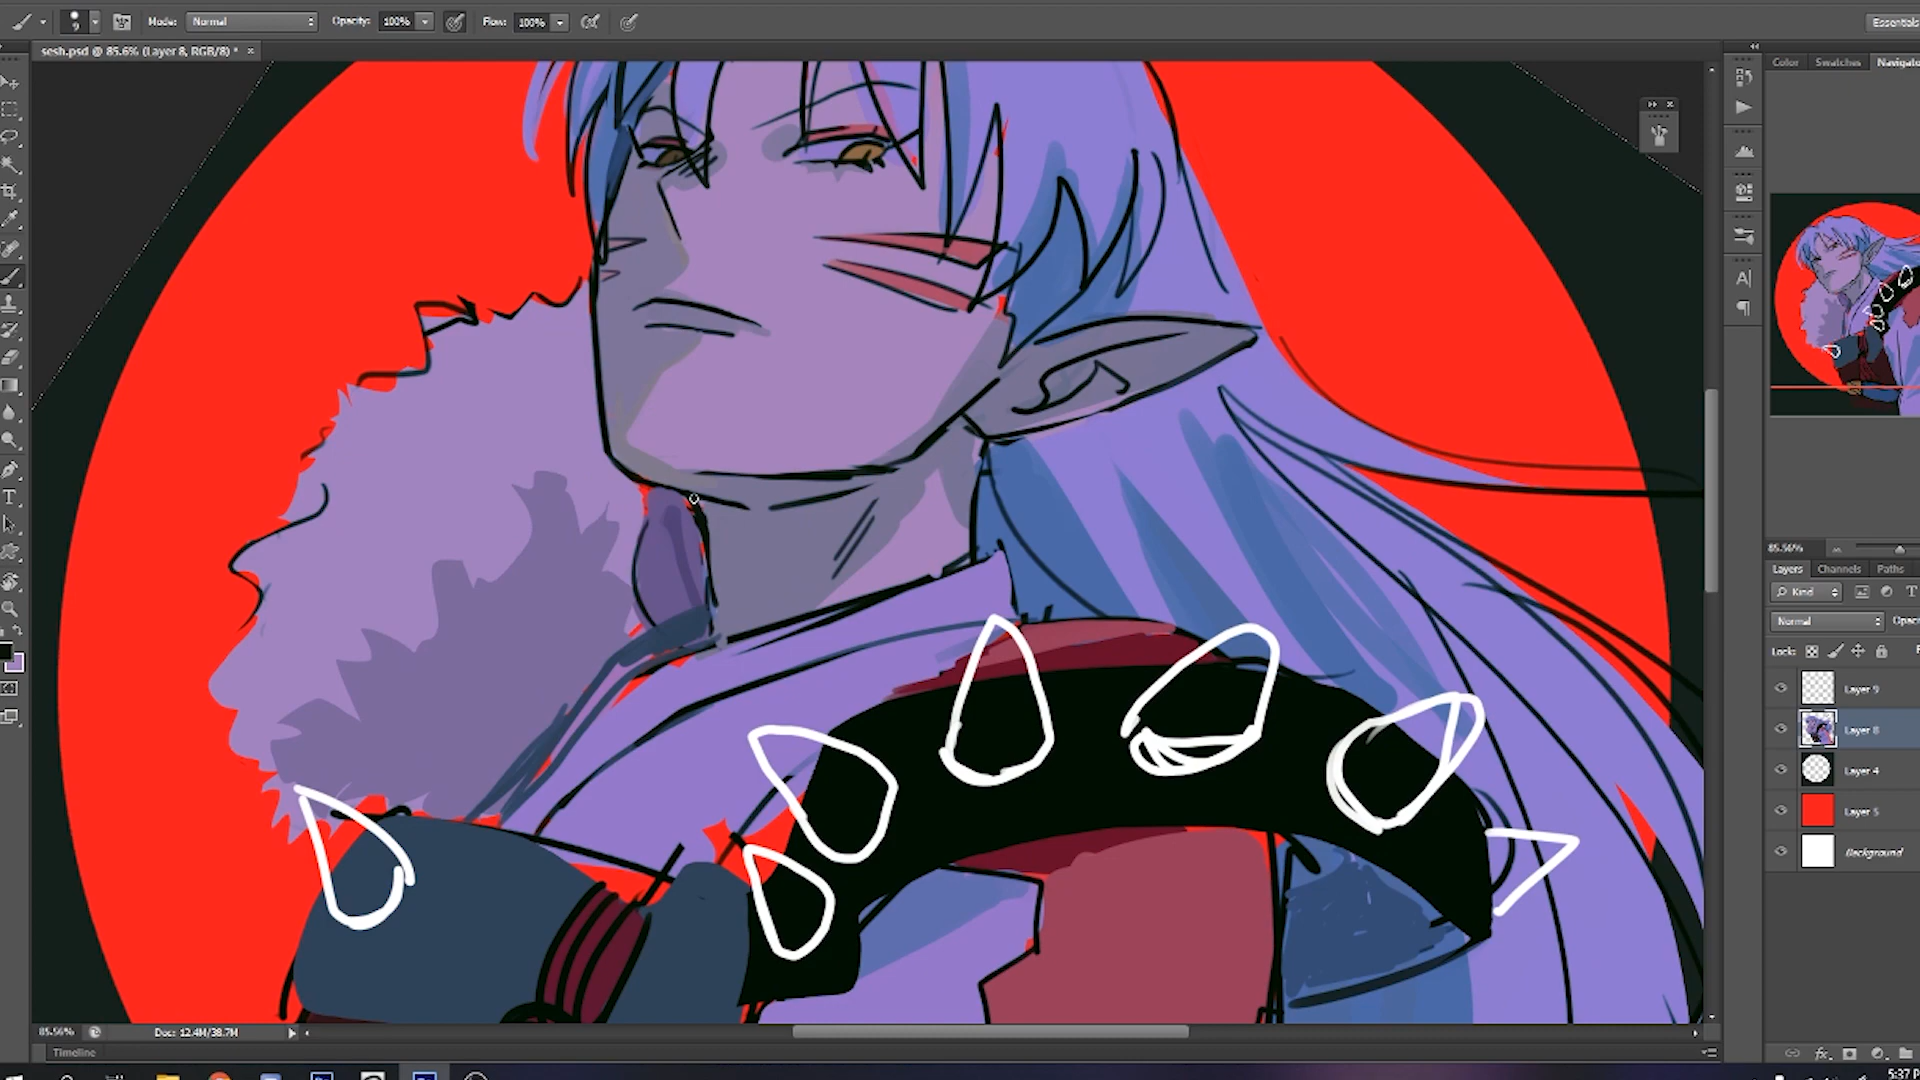 Mode: Normal Opacity: 100% Flow: 100% Essentials
sesh.psd @ 85.6% (Layer 8, RGB/8) * ×
Color Swatches Navigato
85.56%
Layers Channels Paths
Kind
Normal Opac
Lock:
Layer 9
Layer 8
Layer 4
Layer 5
Background
85.56% Doc: 12.4M/38.7M
Timeline
5:37 P